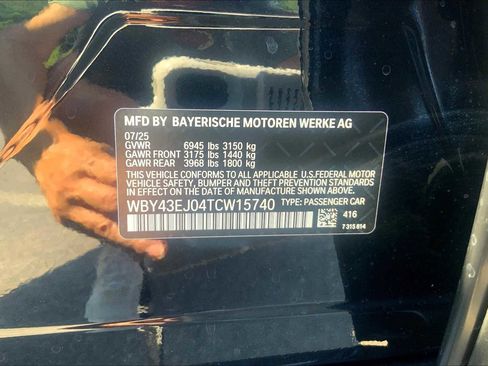 MFD BY BAYERISCHE MOTOREN WERKE AG
07/25
GVWR 6945 lbs 3150 kg
GAWR FRONT 3175 lbs 1440 kg
GAWR REAR 3968 lbs 1800 kg
THIS VEHICLE CONFORMS TO ALL APPLICABLE U.S.FEDERAL MOTOR
VEHICLE SAFETY, BUMPER AND THEFT PREVENTION STANDARDS
IN EFFECT ON THE DATE OF MANUFACTURE SHOWN ABOVE.
WBY43EJ04TCW15740 TYPE: PASSENGER CAR
416
7 315 814